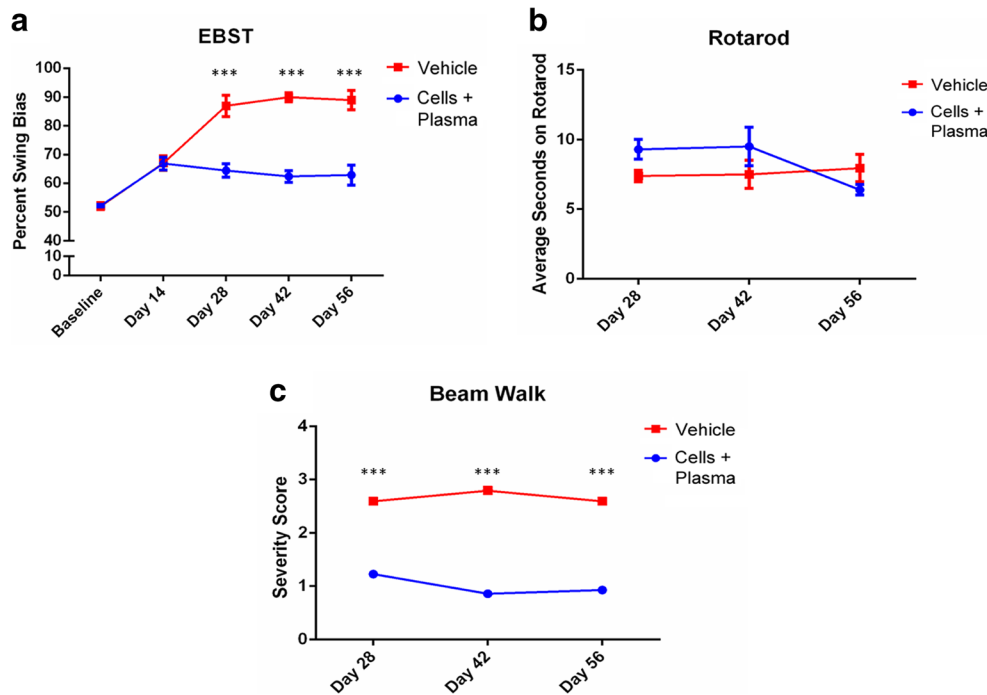 a
EBST
Percent Swing Bias
100
90
80
70
60
50
40
10
0
***
***
***
Vehicle
Cells +
Plasma
Baseline
Day 14
Day 28
Day 42
Day 56
b
Rotarod
Average Seconds on Rotarod
15
10
5
0
Vehicle
Cells +
Plasma
Day 28
Day 42
Day 56
c
Beam Walk
Severity Score
4
3
2
1
0
***
***
***
Vehicle
Cells +
Plasma
Day 28
Day 42
Day 56